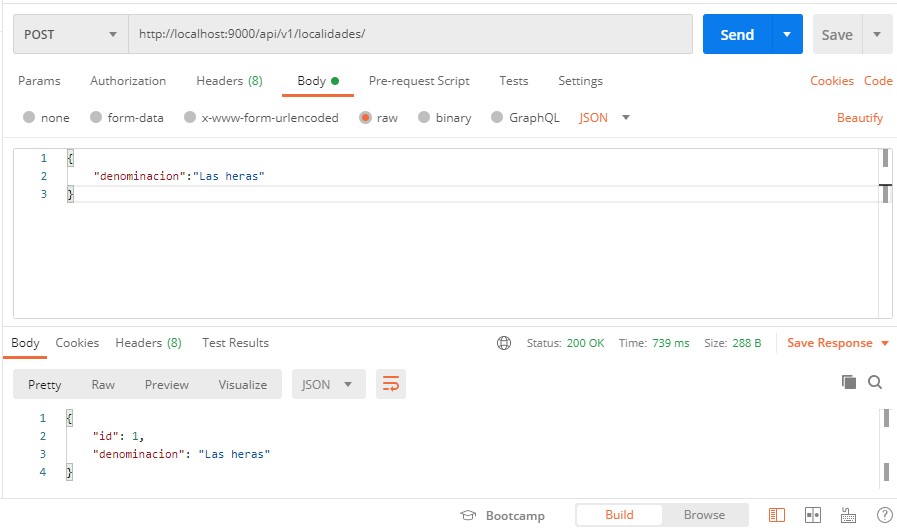 POST http://localhost:9000/api/v1/localidades/ Send Save
Params Authorization Headers (8) Body Pre-request Script Tests Settings Cookies Code
none form-data x-www-form-urlencoded raw binary GraphQL JSON Beautify
1 {
2 "denominacion":"Las heras"
3 }
Body Cookies Headers (8) Test Results Status: 200 OK Time: 739 ms Size: 288 B Save Response
Pretty Raw Preview Visualize JSON
1 {
2 "id": 1,
3 "denominacion": "Las heras"
4 }
Bootcamp Build Browse ?